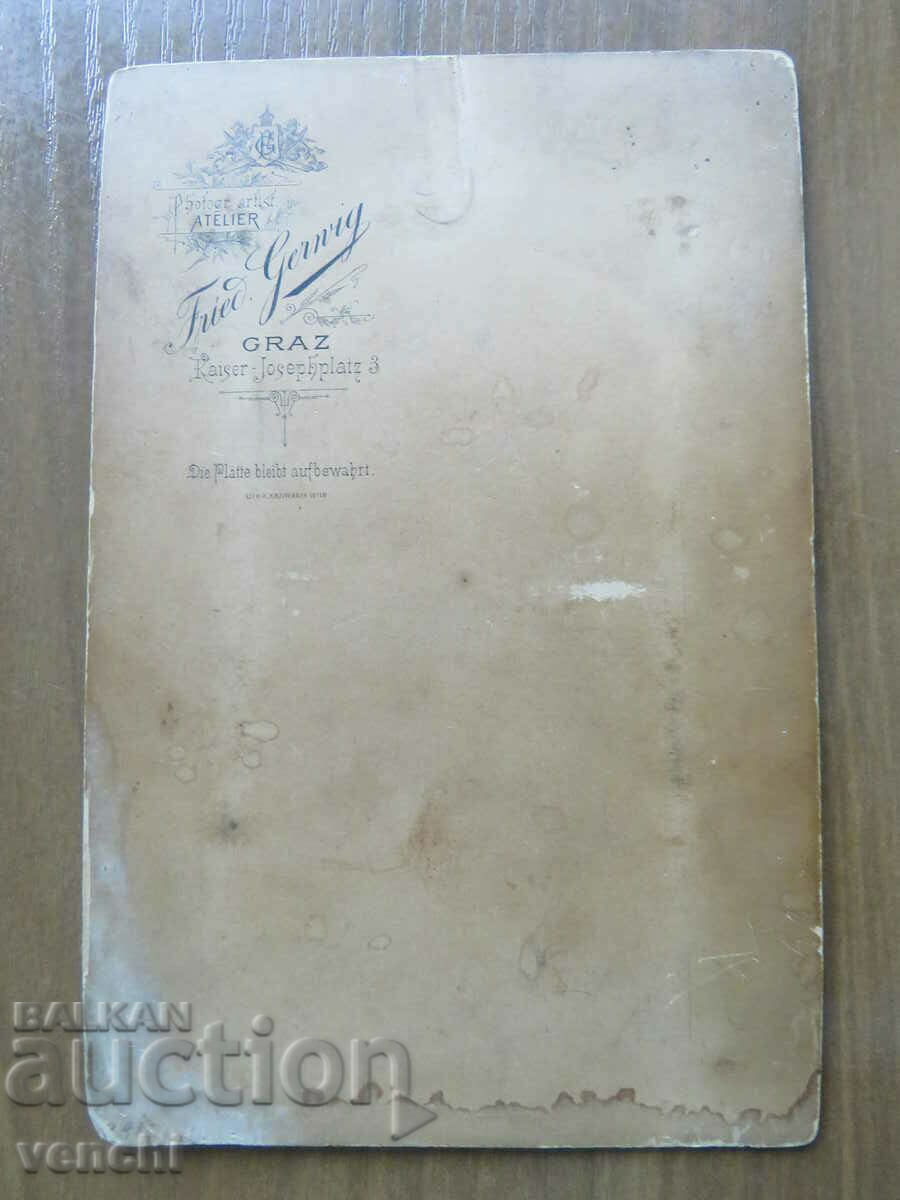 Photogr. artist.
ATELIER
Fried. Gerwig
GRAZ
Kaiser-Josephplatz 3
Die Platte bleibt aufbewahrt.
BALKAN
auction
venchi